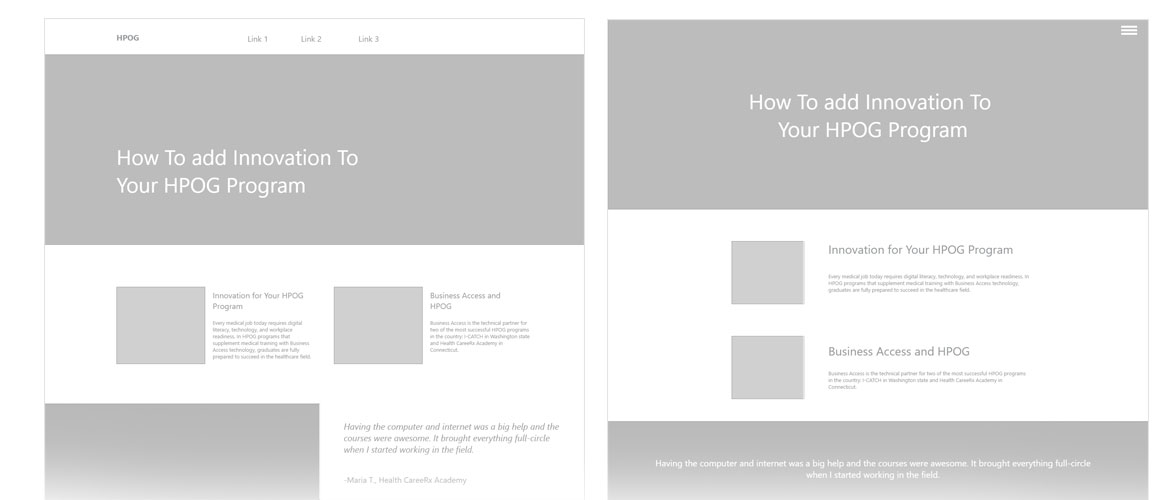 HPOG
Link 1
Link 2
Link 3
How To add Innovation To
Your HPOG Program
Innovation for Your HPOG
Program
Every medical job today requires digital
literacy, technology, and workplace
readiness. In HPOG programs that
supplement medical training with Business
Access technology, graduates are fully
prepared to succeed in the healthcare field.
Business Access and
HPOG
Business Access is the technical partner for
two of the most successful HPOG programs
in the country: I-CATCH in Washington state
and Health CareeRx Academy in
Connecticut.
Having the computer and internet was a big help and the
courses were awesome. It brought everything full-circle
when I started working in the field.
-Maria T., Health CareeRx Academy
How To add Innovation To
Your HPOG Program
Innovation for Your HPOG Program
Every medical job today requires digital literacy, technology, and workplace readiness. In
HPOG programs that supplement medical training with Business Access technology,
graduates are fully prepared to succeed in the healthcare field.
Business Access and HPOG
Business Access is the technical partner for two of the most successful HPOG programs
in the country: I-CATCH in Washington state and Health CareeRx Academy in
Connecticut.
Having the computer and internet was a big help and the courses were awesome. It brought everything full-circle
when I started working in the field.